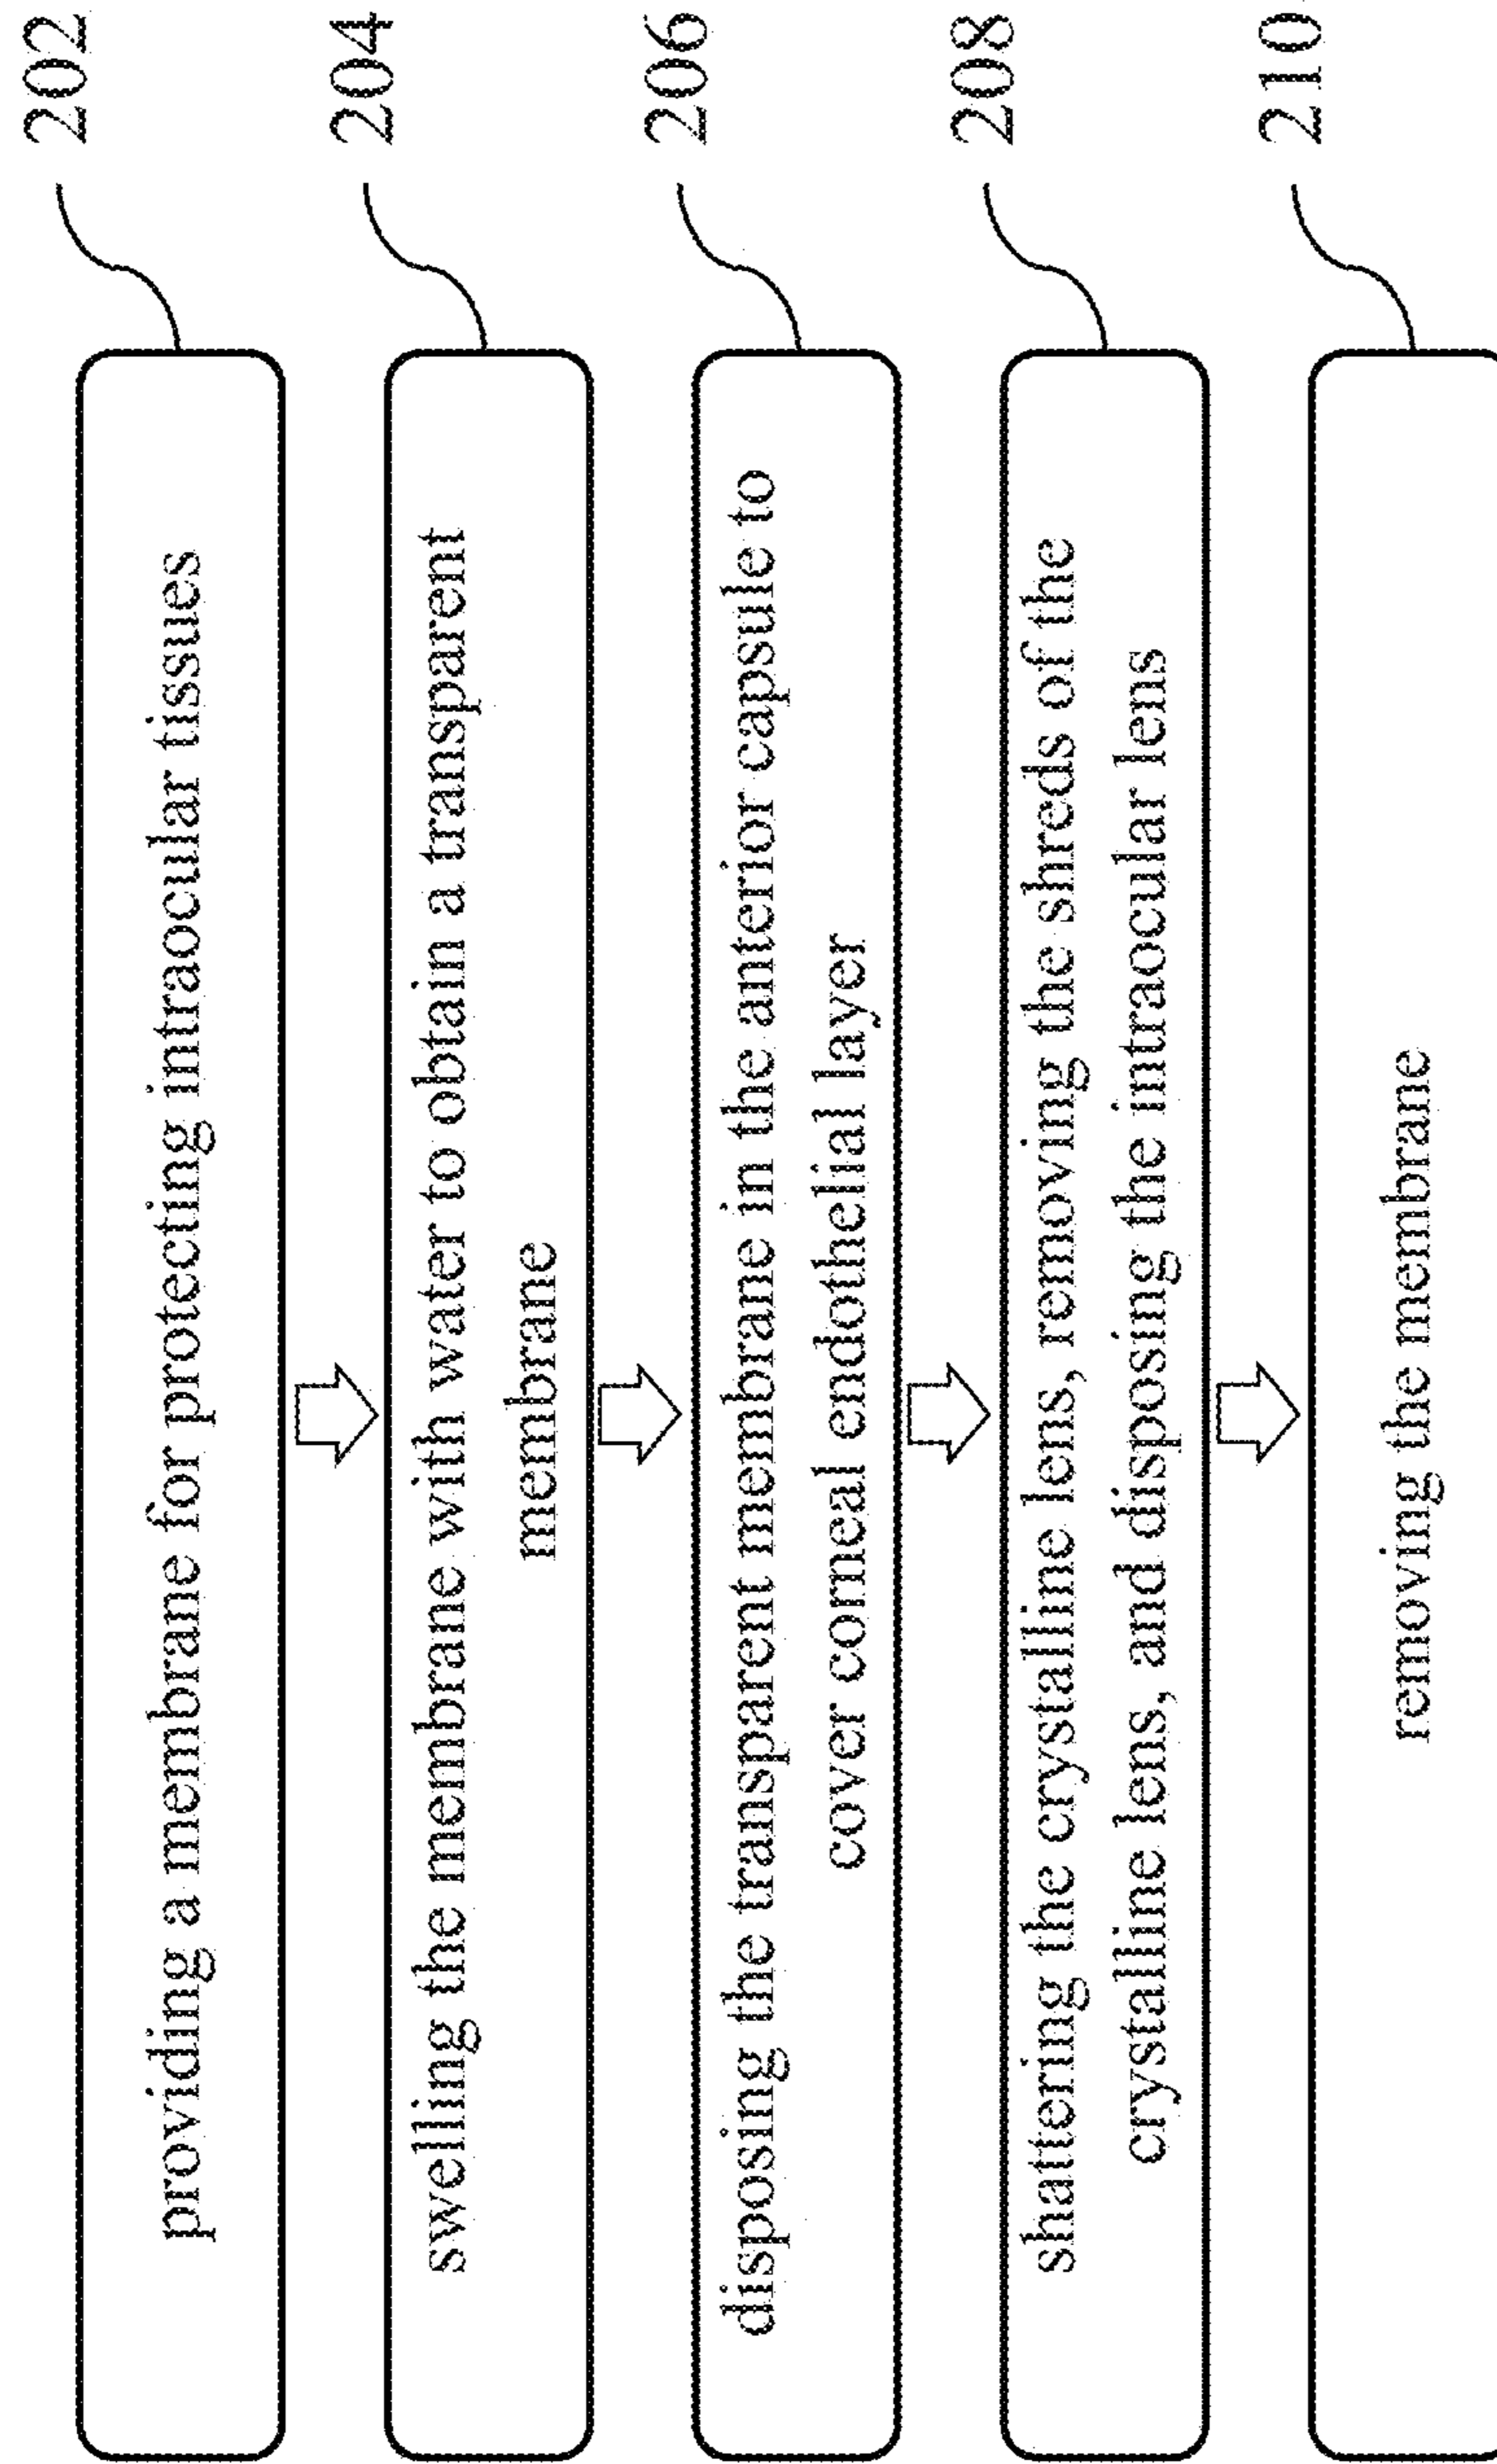 providing a membrane for protecting intraocular tissues
202
swelling the membrane with water to obtain a transparent
membrane
204
disposing the transparent membrane in the anterior capsule to
cover corneal endothelial layer
206
shattering the crystalline lens, removing the shreds of the
crystalline lens, and disposing the intraocular lens
208
removing the membrane
210